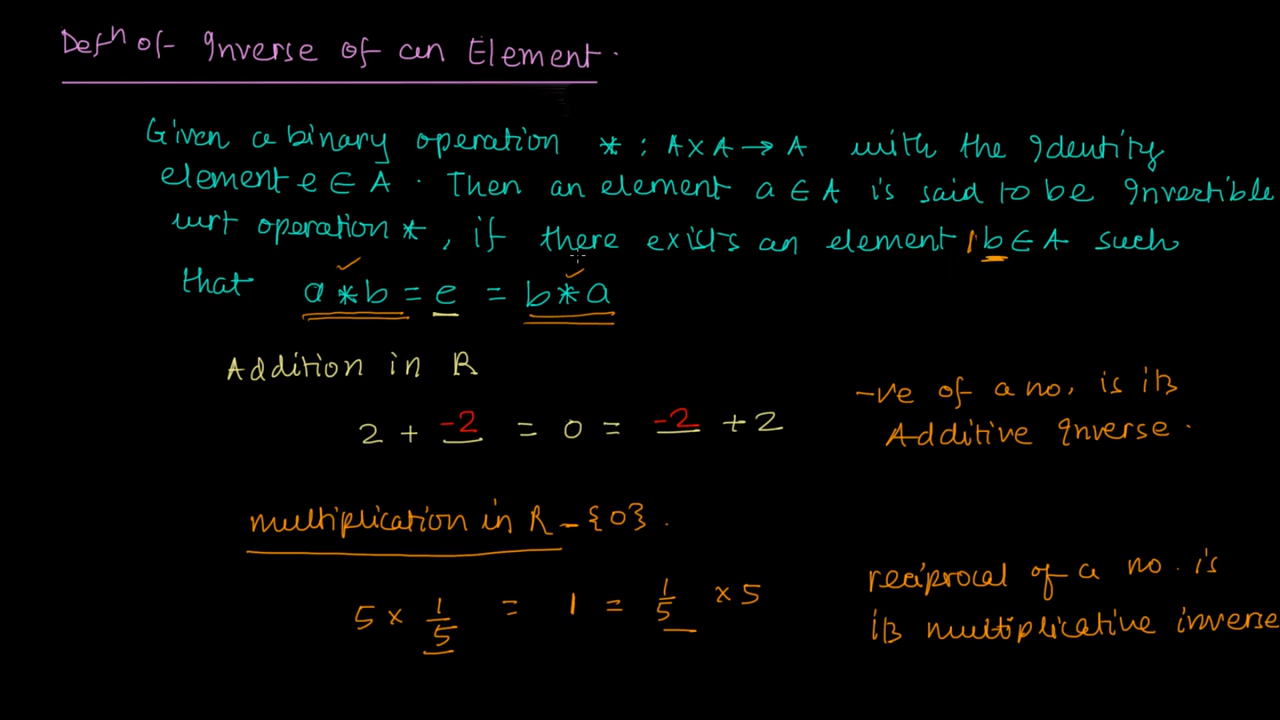 Defn of Inverse of an Element.
Given a binary operation * : A×A → A with the Identity
element e ∈ A. Then an element a ∈ A is said to be Invertible
wrt operation *, if there exists an element b ∈ A such
that a * b = e = b * a
Addition in R
2 + -2 = 0 = -2 + 2
-ve of a no. is its
Additive Inverse.
multiplication in R - {0}.
5 × 1/5 = 1 = 1/5 × 5
reciprocal of a no. is
its multiplicative inverse